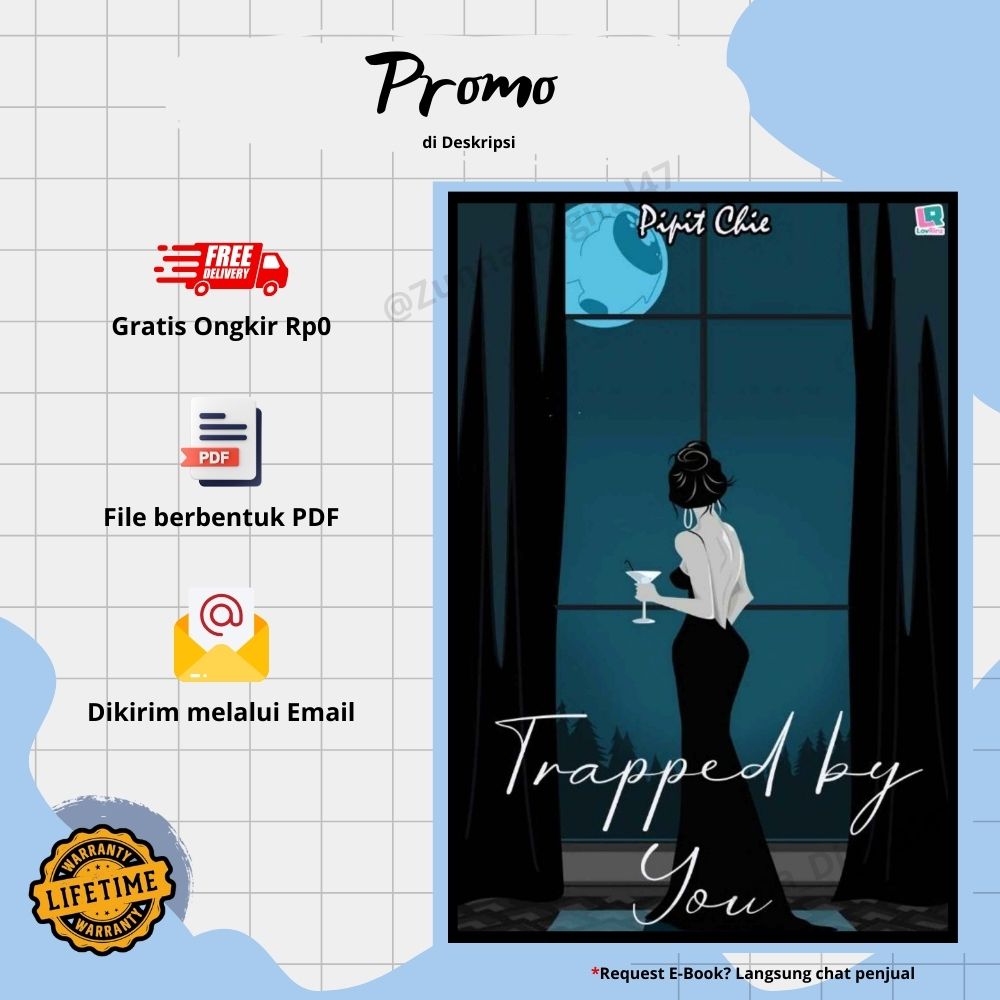 Promo
di Deskripsi
FREE
DELIVERY
Gratis Ongkir Rp0
PDF
File berbentuk PDF
@
Dikirim melalui Email
WARRANTY
LIFETIME
WARRANTY
Pipit Chie
LR
Trapped by
You
*Request E-Book? Langsung chat penjual